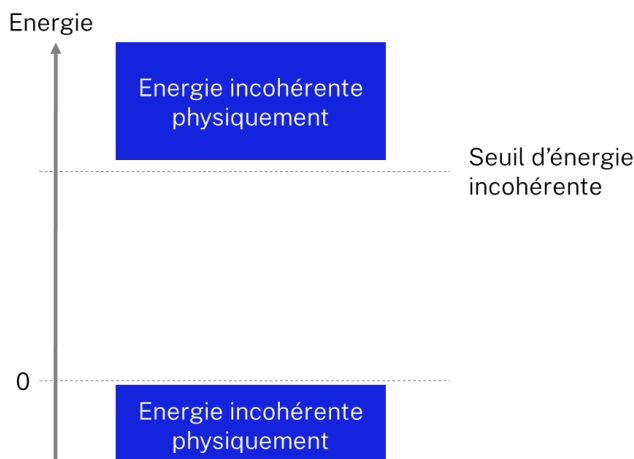 Energie
Energie incohérente
physiquement
Seuil d’énergie
incohérente
0
Energie incohérente
physiquement